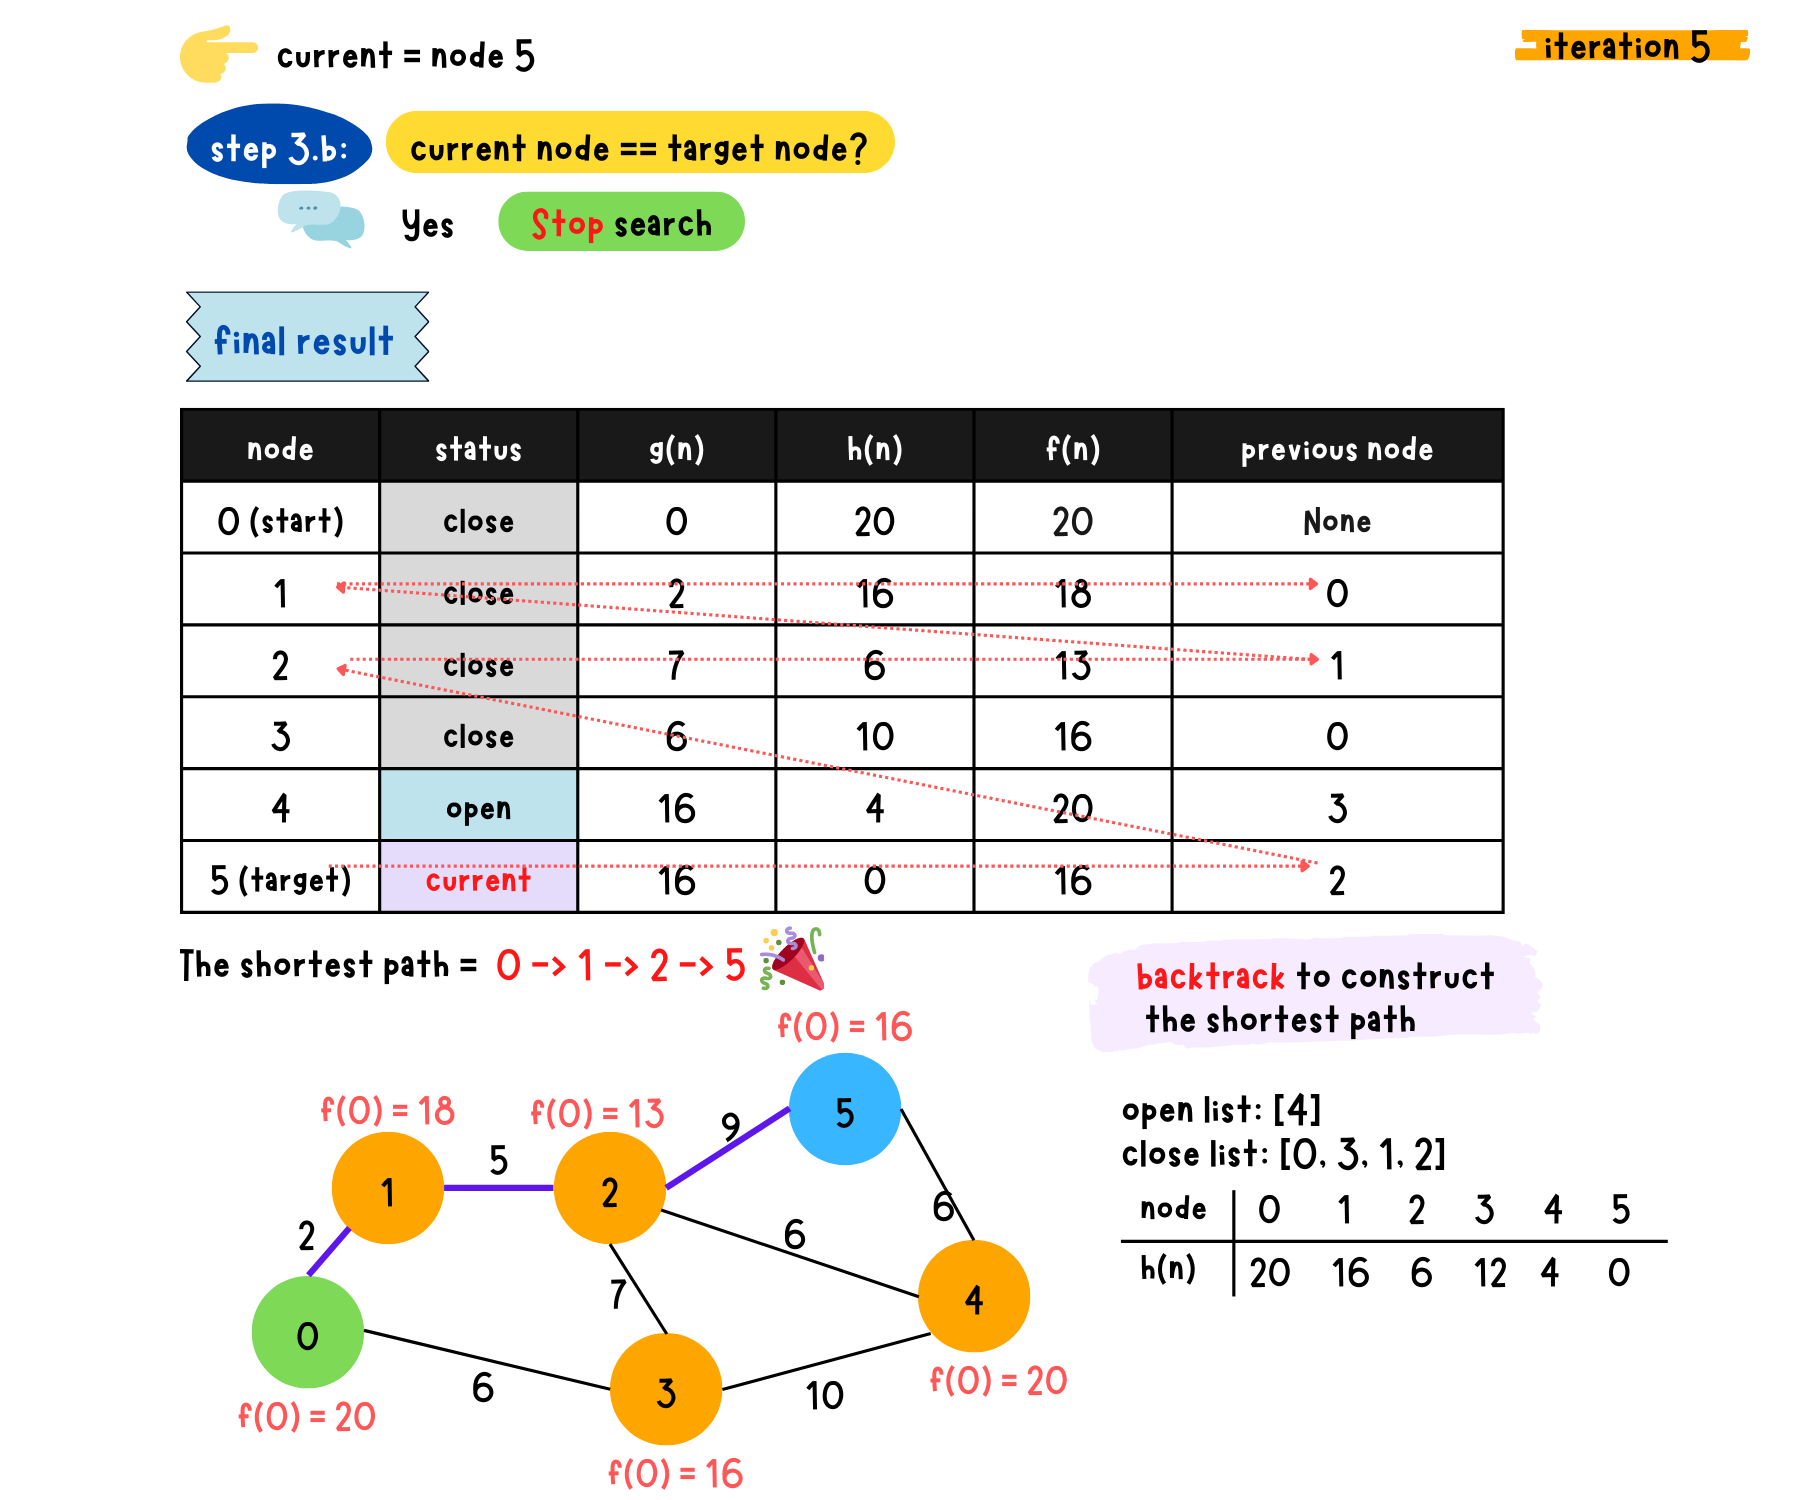 current = node 5
iteration 5
step 3.b:
current node == target node?
Yes
Stop search
final result
node status g(n) h(n) f(n) previous node
0 (start) close 0 20 20 None
1 close 2 16 18 0
2 close 7 6 13 1
3 close 6 10 16 0
4 open 16 4 20 3
5 (target) current 16 0 16 2
The shortest path = 0 -> 1 -> 2 -> 5
backtrack to construct
the shortest path
f(0) = 16
f(0) = 18
f(0) = 13
5
9
5
1
2
2
6
6
7
4
0
3
6
10
f(0) = 20
f(0) = 20
f(0) = 16
open list: [4]
close list: [0, 3, 1, 2]
node 0 1 2 3 4 5
h(n) 20 16 6 12 4 0